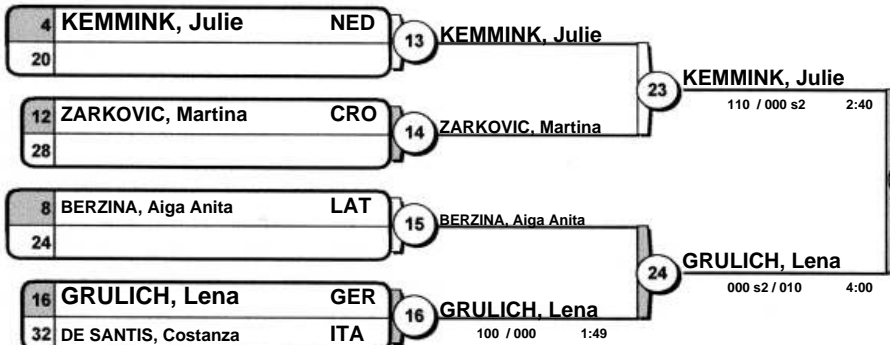 4 KEMMINK, Julie NED
20
13 KEMMINK, Julie
12 ZARKOVIC, Martina CRO
28
14 ZARKOVIC, Martina
23 KEMMINK, Julie
110 / 000 s2 2:40
8 BERZINA, Aiga Anita LAT
24
15 BERZINA, Aiga Anita
16 GRULICH, Lena GER
32 DE SANTIS, Costanza ITA
16 GRULICH, Lena
100 / 000 1:49
24 GRULICH, Lena
000 s2 / 010 4:00